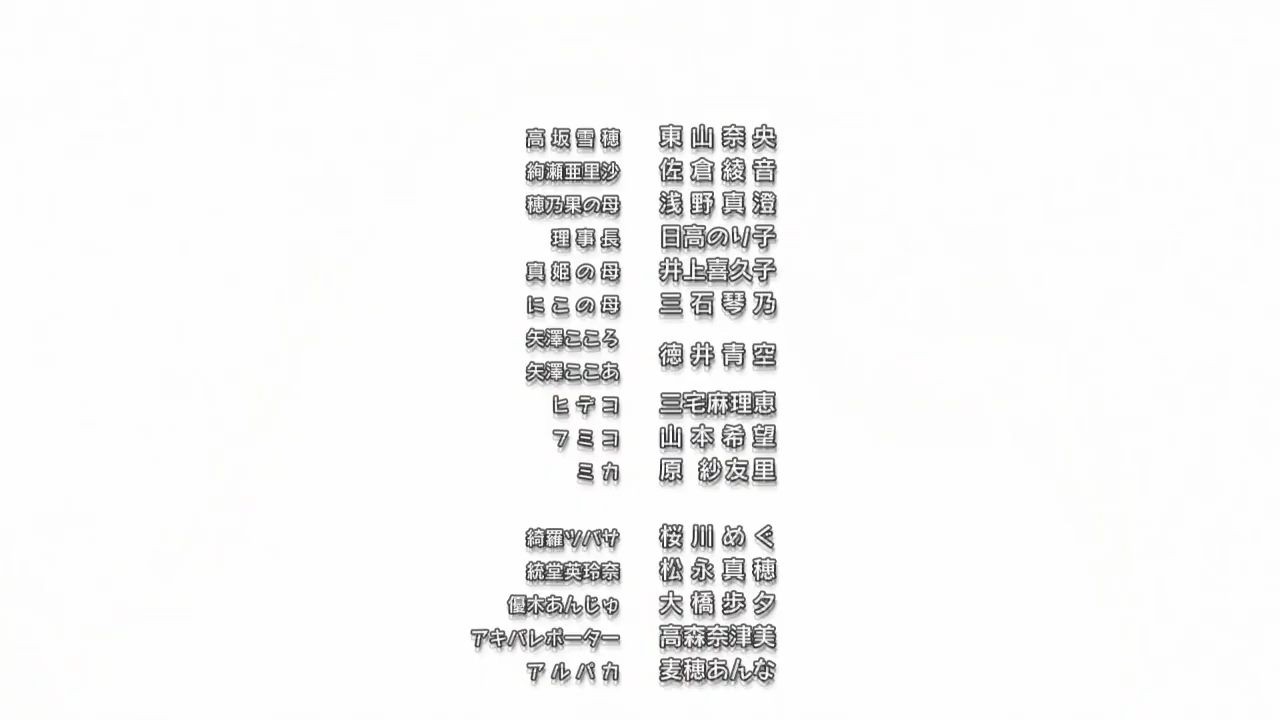 高坂雪穂 東山奈央
絢瀬亜里沙 佐倉綾音
穂乃果の母 浅野真澄
理事長 日高のり子
真姫の母 井上喜久子
にこの母 三石琴乃
矢澤こころ
徳井青空
矢澤ここあ
ヒデコ 三宅麻理恵
フミコ 山本希望
ミカ 原 紗友里
綺羅ツバサ 桜川めぐ
統堂英玲奈 松永真穂
優木あんじゅ 大橋歩夕
アキバレポーター 高森奈津美
アルパカ 麦穂あんな